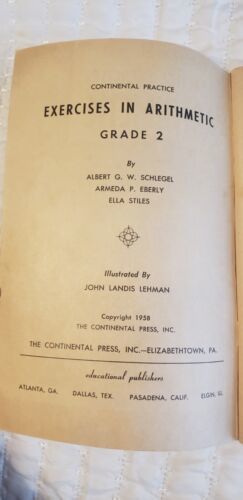 CONTINENTAL PRACTICE
EXERCISES IN ARITHMETIC
GRADE 2
By
ALBERT G. W. SCHLEGEL
ARMEDA P. EBERLY
ELLA STILES
Illustrated By
JOHN LANDIS LEHMAN
Copyright 1958
THE CONTINENTAL PRESS, INC.
THE CONTINENTAL PRESS, INC.—ELIZABETHTOWN, PA.
educational publishers
ATLANTA, GA. DALLAS, TEX. PASADENA, CALIF. ELGIN, ILL.